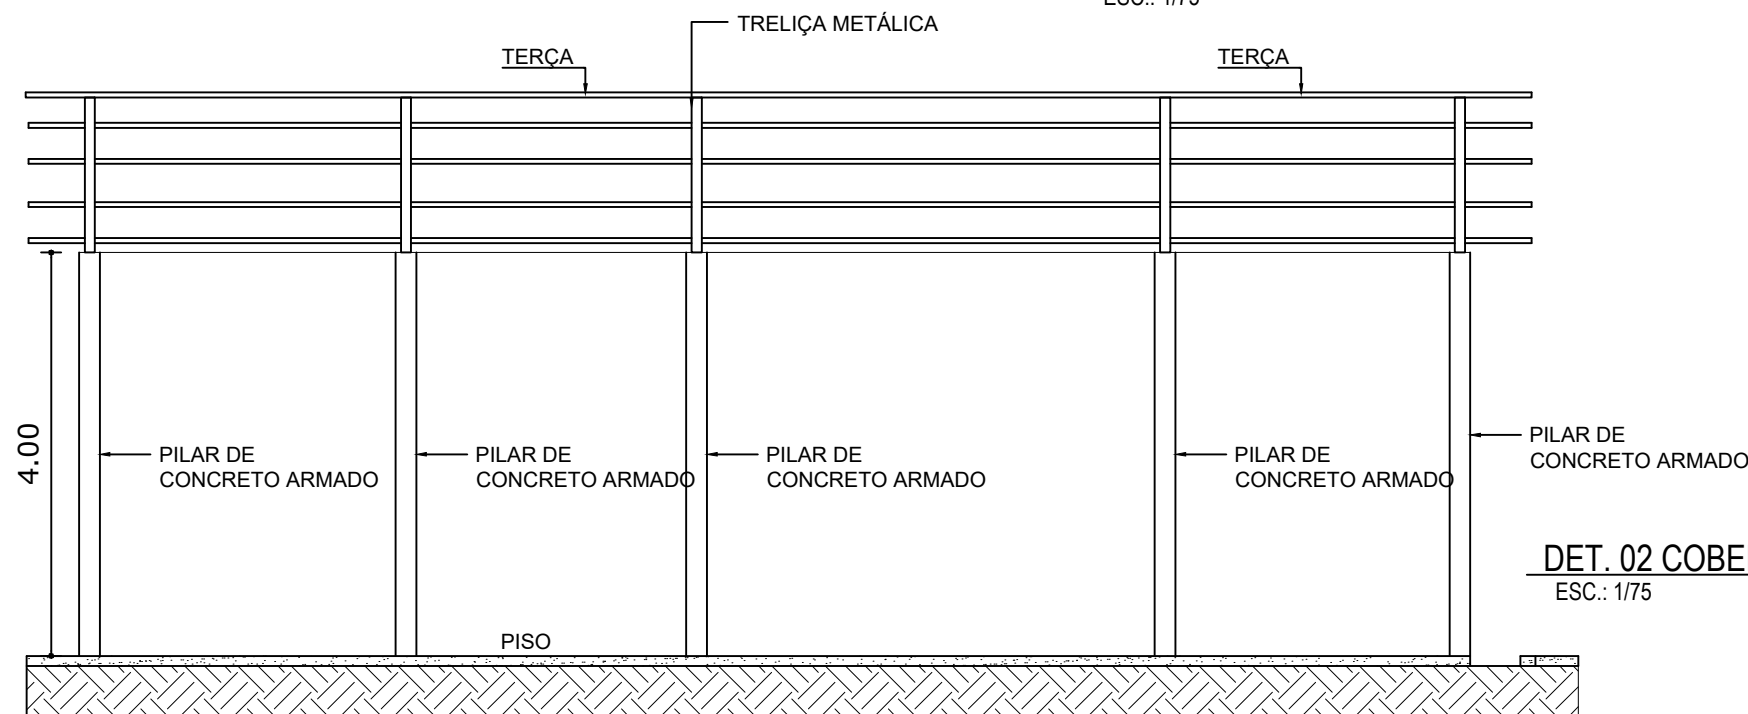 ESC.: 1/75
TRELIÇA METÁLICA
TERÇA
TERÇA
4.00
PILAR DE
CONCRETO ARMADO
PILAR DE
CONCRETO ARMADO
PILAR DE
CONCRETO ARMADO
PILAR DE
CONCRETO ARMADO
PILAR DE
CONCRETO ARMADO
DET. 02 COBE
ESC.: 1/75
PISO